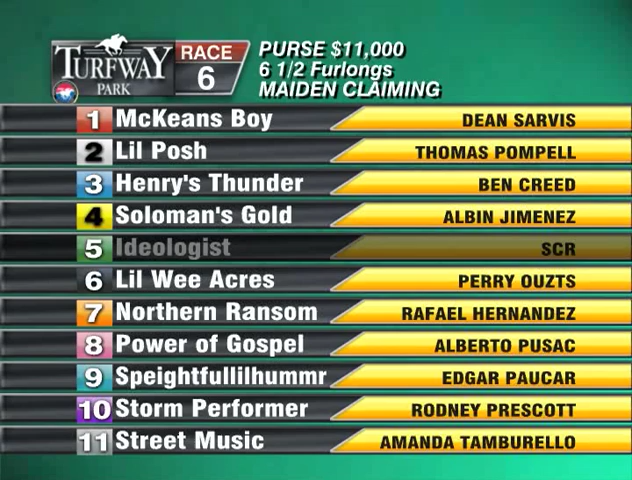 TURFWAY
PARK
RACE
6
PURSE $11,000
6 1/2 Furlongs
MAIDEN CLAIMING
1 McKeans Boy DEAN SARVIS
2 Lil Posh THOMAS POMPELL
3 Henry's Thunder BEN CREED
4 Soloman's Gold ALBIN JIMENEZ
5 Ideologist SCR
6 Lil Wee Acres PERRY OUZTS
7 Northern Ransom RAFAEL HERNANDEZ
8 Power of Gospel ALBERTO PUSAC
9 Speightfullilhummr EDGAR PAUCAR
10 Storm Performer RODNEY PRESCOTT
11 Street Music AMANDA TAMBURELLO